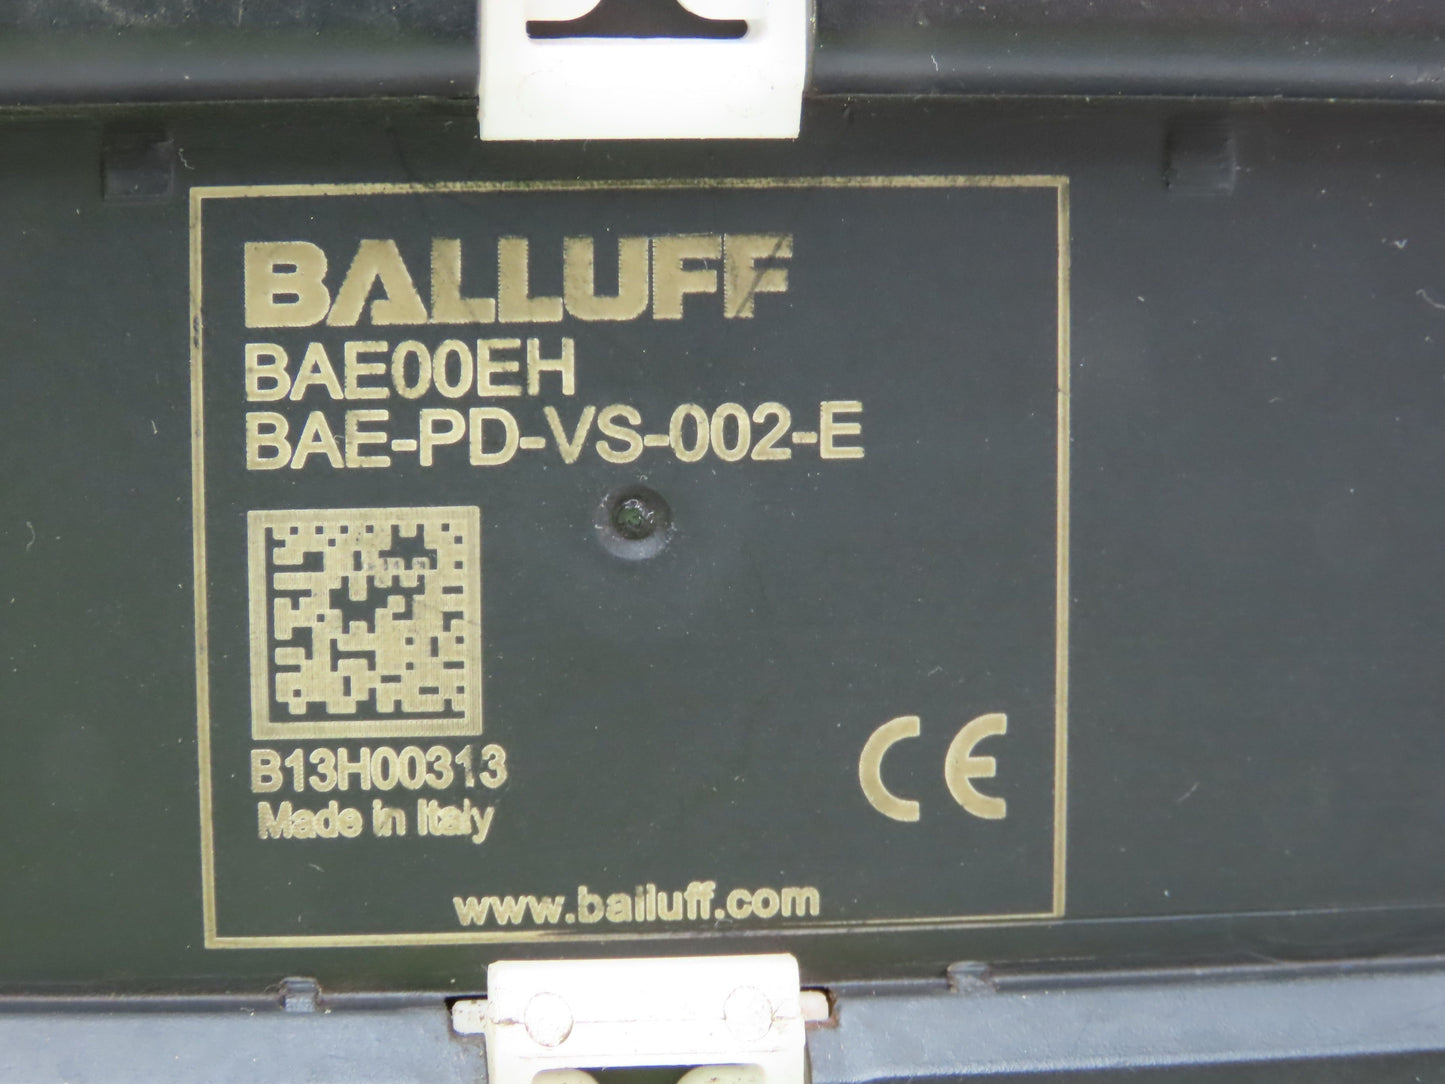 BALLUFF
BAE00EH
BAE-PD-VS-002-E
B13H00313
Made in Italy
CE
www.balluff.com